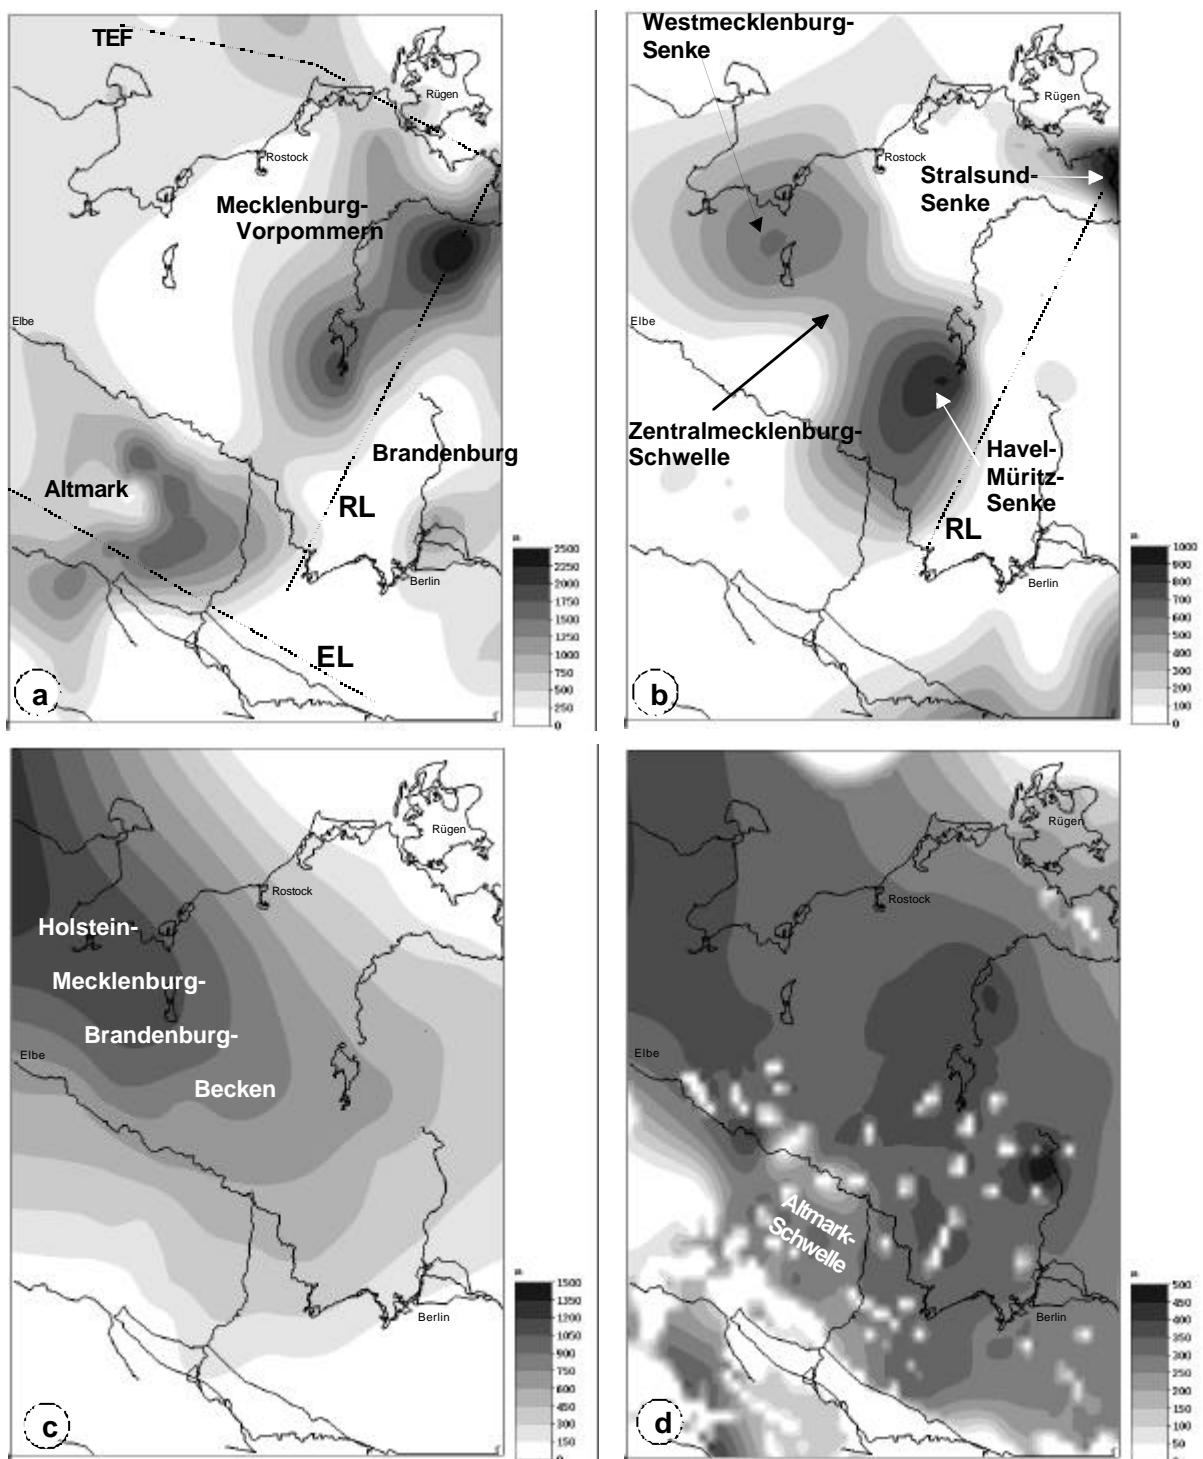 TEF
Rügen
Rostock
Mecklenburg-
Vorpommern
Elbe
Altmark
Brandenburg
RL
Berlin
EL
a
2500
2250
2000
1750
1500
1250
1000
750
500
250
0
Westmecklenburg-
Senke
Rügen
Rostock
Stralsund-
Senke
Elbe
Zentralmecklenburg-
Schwelle
Havel-
Müritz-
Senke
RL
Berlin
b
1000
900
800
700
600
500
400
300
200
100
0
Rügen
Rostock
Holstein-
Mecklenburg-
Brandenburg-
Becken
Elbe
Berlin
c
1500
1350
1200
1050
900
750
600
450
300
150
Rügen
Rostock
Elbe
Altmark-
Schwelle
Berlin
d
500
450
400
350
300
250
200
150
100
50